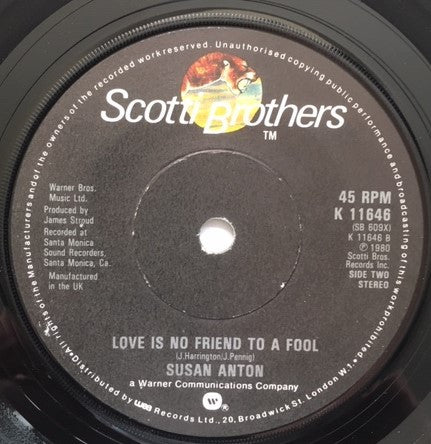 of the owners of the recorded work reserved. Unauthorised copying public performance and broadcasting of this work prohibited W.1.
Scotti Brothers
TM
Warner Bros.
Music Ltd.
Produced by
James Stroud
Recorded at
Santa Monica
Sound Recorders,
Santa Monica, Ca.
Manufactured
in the UK
45 RPM
K 11646
(SB 609X)
K 11646 B
℗ 1980
Scotti Bros.
Records Inc.
SIDE TWO
STEREO
LOVE IS NO FRIEND TO A FOOL
(J.Harrington/J.Pennig)
SUSAN ANTON
a Warner Communications Company
All rights of the Manufacturers and
Distributed by wea Records Ltd., 20, Broadwick St. London